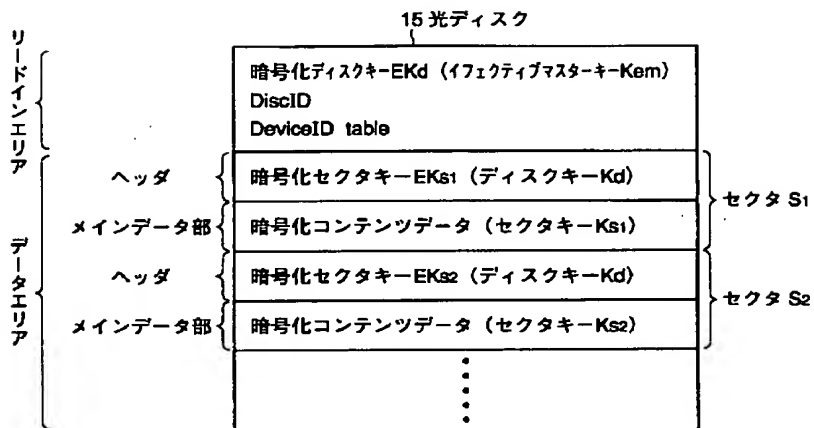 15 光ディスク
リードインエリア
暗号化ディスクキーEKd（イフェクティブマスターキーKem）
DiscID
DeviceID table
データエリア
ヘッダ
暗号化セクタキーEKs1（ディスクキーKd）
メインデータ部
暗号化コンテンツデータ（セクタキーKs1）
セクタ S1
ヘッダ
暗号化セクタキーEKs2（ディスクキーKd）
メインデータ部
暗号化コンテンツデータ（セクタキーKs2）
セクタ S2